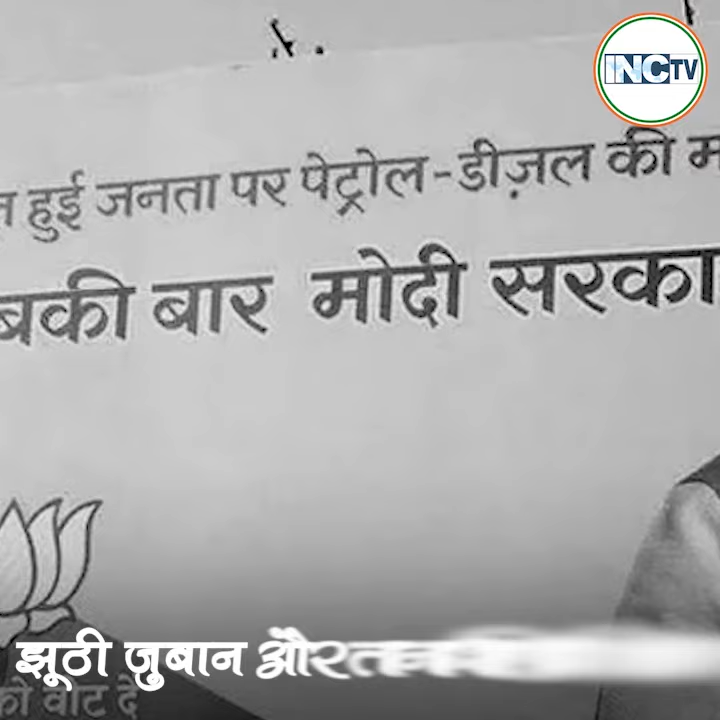 INCTV
हुई जनता पर पेट्रोल-डीज़ल की म
बकी बार मोदी सरका
झूठी ज़ुबान और
को वोट दें